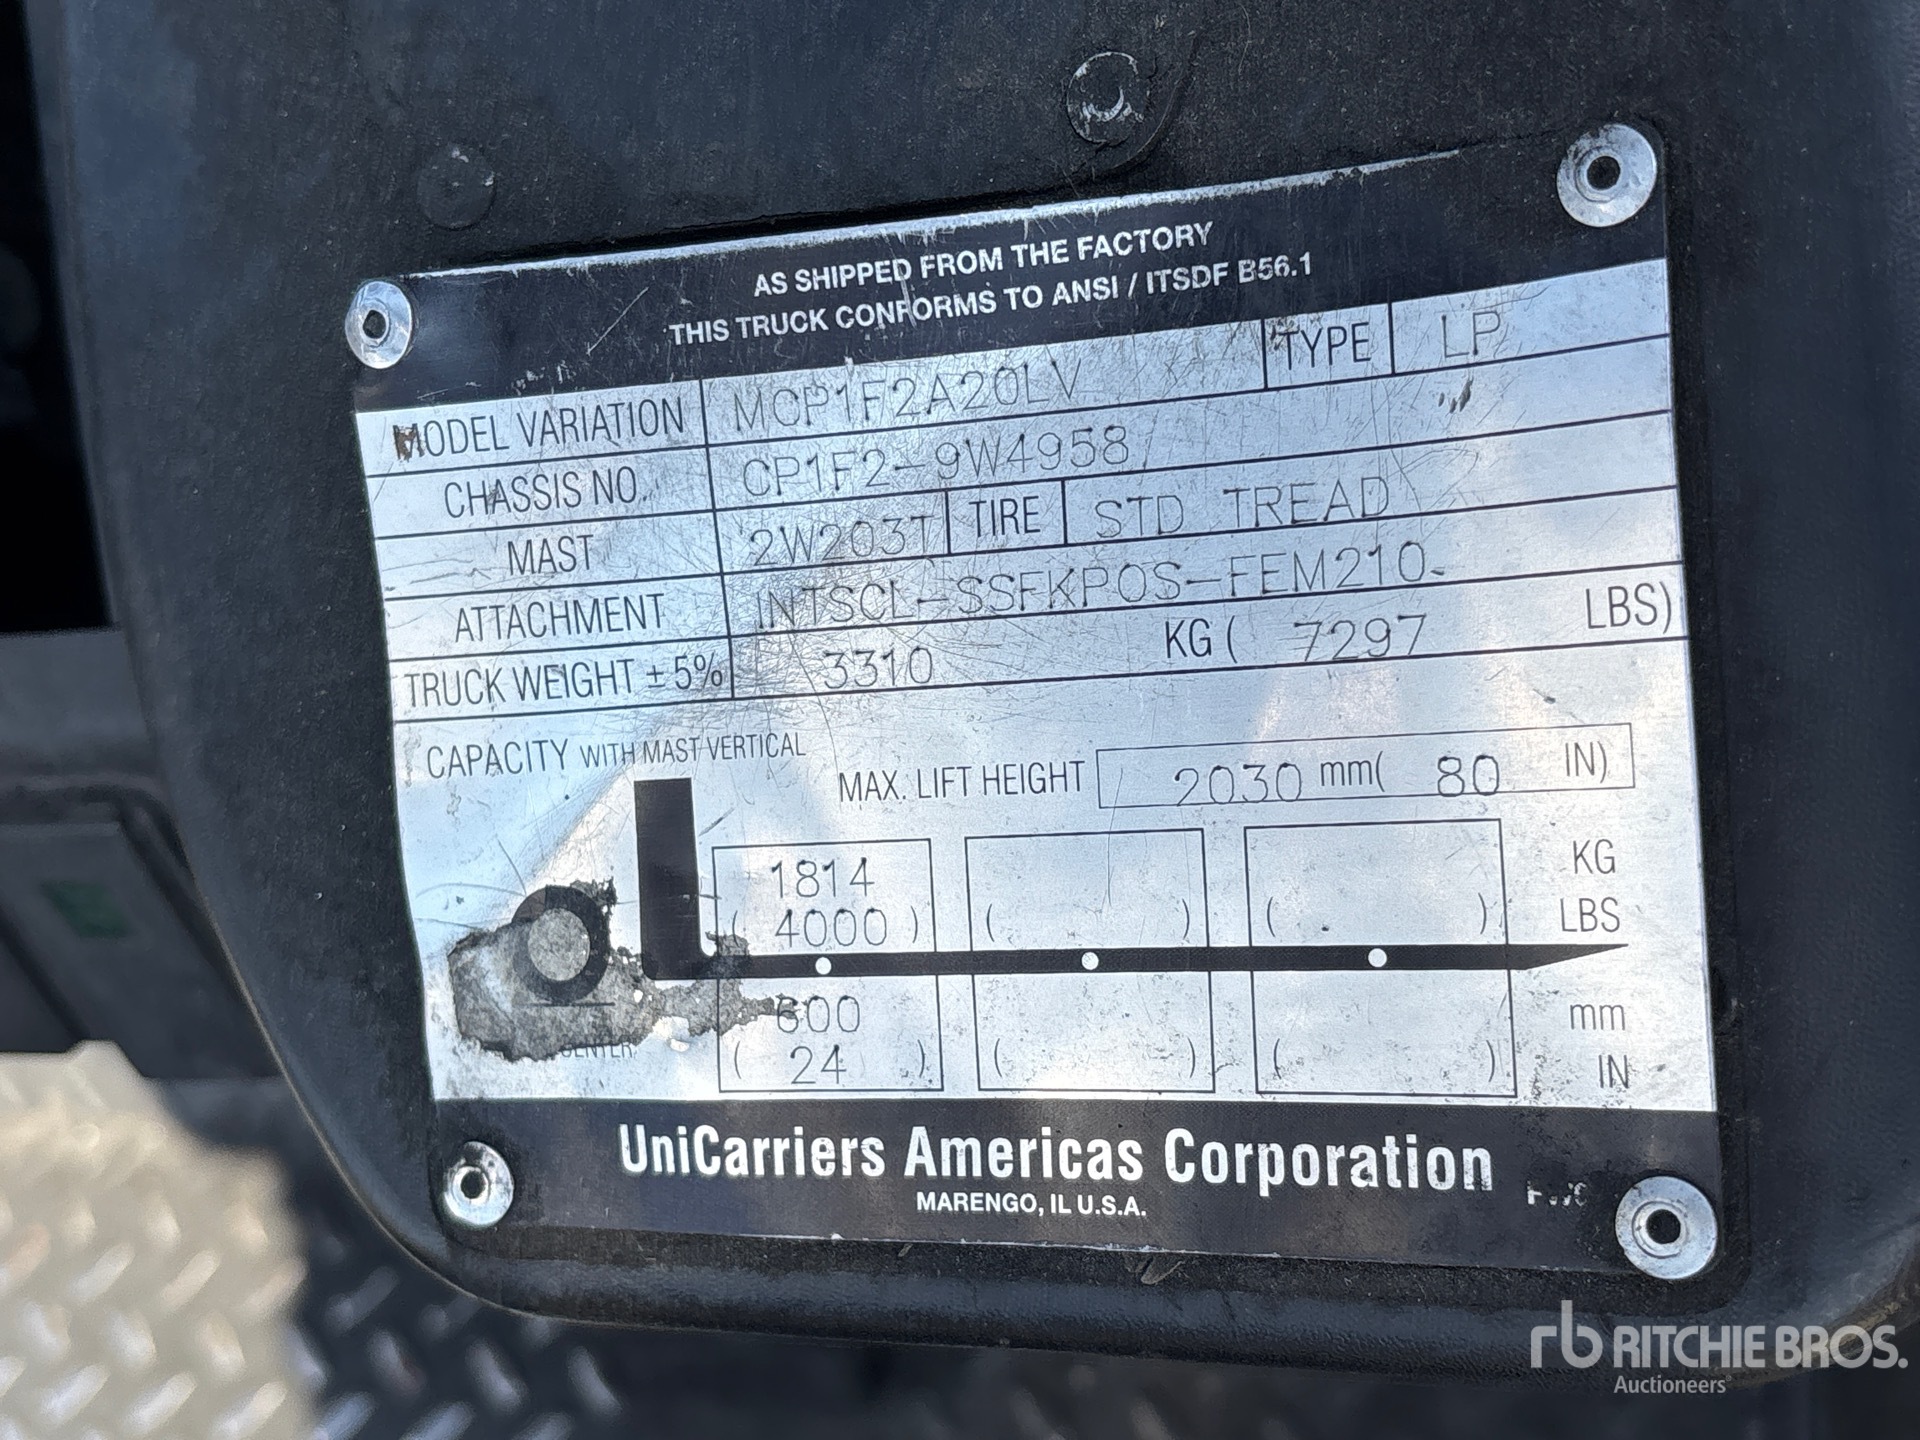 AS SHIPPED FROM THE FACTORY
THIS TRUCK CONFORMS TO ANSI / ITSDF B56.1
MODEL VARIATION MCP1F2A20LV TYPE LP
CHASSIS NO. CP1F2-9W4958
MAST 2W203T TIRE STD TREAD
ATTACHMENT INTSCL-SSFKPOS-FEM210
TRUCK WEIGHT ± 5% 3310 KG ( 7297 LBS)
CAPACITY WITH MAST VERTICAL
MAX. LIFT HEIGHT 2030 mm( 80 IN)
1814 KG
( 4000 ) ( ) ( ) LBS
600 mm
CENTER ( 24 ) ( ) ( ) IN
UniCarriers Americas Corporation
MARENGO, IL U.S.A.
rb RITCHIE BROS.
Auctioneers